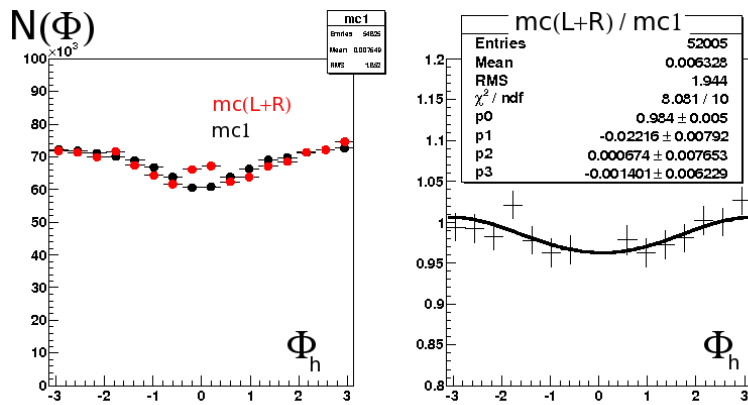 N(Φ)
×10³
mc1
Entries 54825
Mean 0.007649
RMS 1.882
mc(L+R)
mc1
100
90
80
70
60
50
40
30
20
10
0
-3 -2 -1 0 1 2 3
Φh
mc(L+R) / mc1
Entries 52005
Mean 0.006328
RMS 1.944
χ² / ndf 8.081 / 10
p0 0.984 ± 0.005
p1 -0.02216 ± 0.00792
p2 0.000674 ± 0.007653
p3 -0.001401 ± 0.006229
1.2
1.15
1.1
1.05
1
0.95
0.9
0.85
0.8
-3 -2 -1 0 1 2 3
Φh